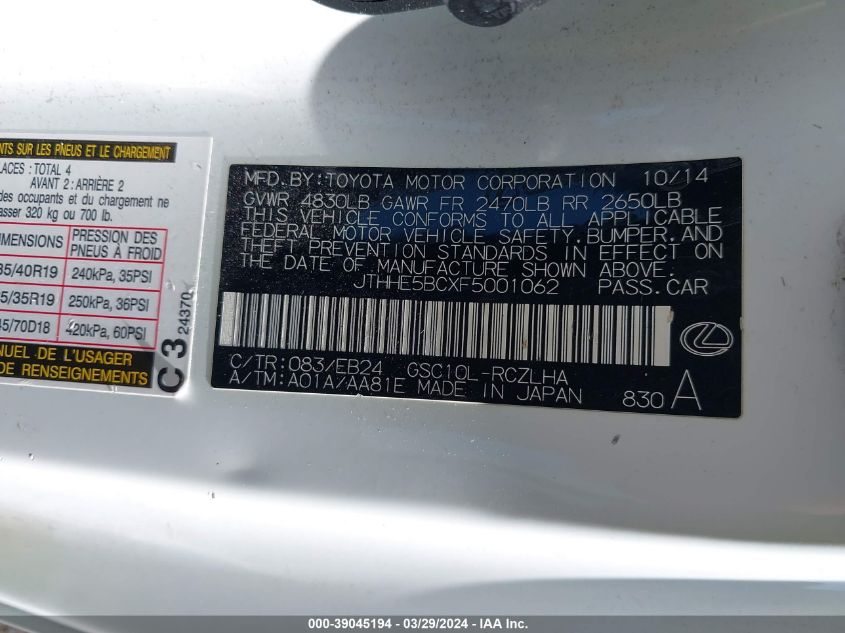 NTS SUR LES PNEUS ET LE CHARGEMENT
LACES : TOTAL 4
AVANT 2 : ARRIÈRE 2
des occupants et du chargement ne
asser 320 kg ou 700 lb.
IMENSIONS
PRESSION DES PNEUS À FROID
35/40R19
240kPa, 35PSI
5/35R19
250kPa, 36PSI
45/70D18
420kPa, 60PSI
NUEL DE L'USAGER
DE RENSEIGNEMENTS
C 3 24370
MFD. BY: TOYOTA MOTOR CORPORATION 10/14
GVWR 4830LB GAWR FR 2470LB RR 2650LB
THIS VEHICLE CONFORMS TO ALL APPLICABLE
FEDERAL MOTOR VEHICLE SAFETY, BUMPER, AND
THEFT PREVENTION STANDARDS IN EFFECT ON
THE DATE OF MANUFACTURE SHOWN ABOVE.
JTHHE5BCXF5001062 PASS. CAR
C/TR: 083/EB24 GSC10L-RCZLHA
A/TM: A01A/AA81E MADE IN JAPAN 830 A
000-39045194 - 03/29/2024 - IAA Inc.